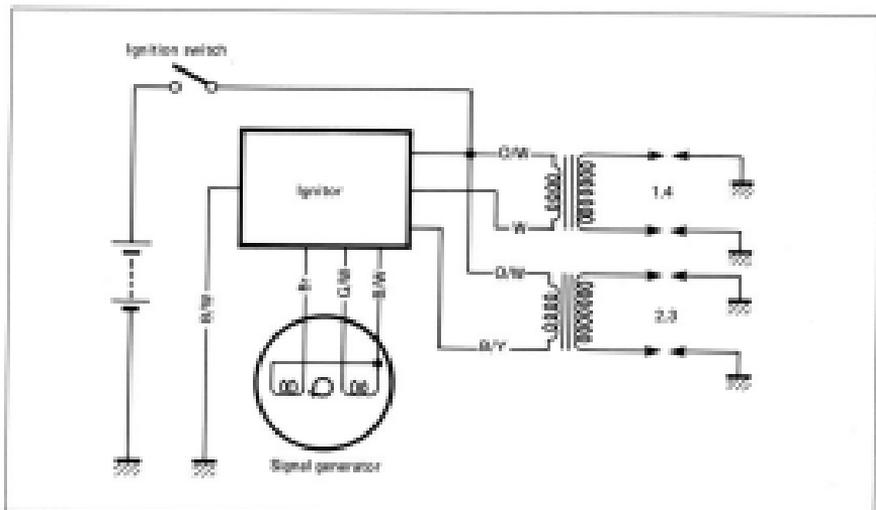 Ignition switch
O/W
Ignitor
1.4
W
O/W
B/W
G/W
B/W
2.3
B/Y
Signal generator